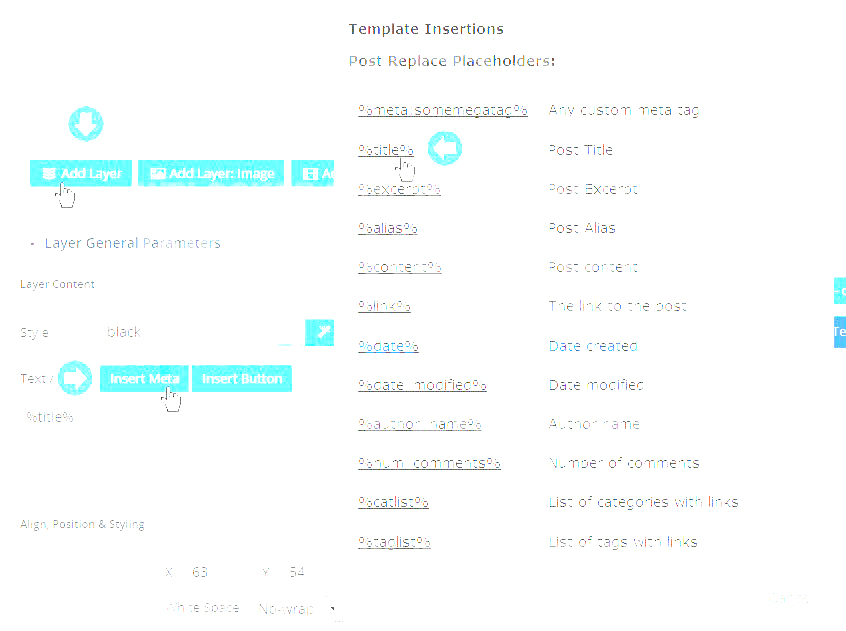 Template Insertions
Post Replace Placeholders:
%meta:somemegatag% Any custom meta tag
%title% Post Title
%excerpt% Post Excerpt
%alias% Post Alias
%content% Post content
%link% The link to the post
%date% Date created
%date_modified% Date modified
%author_name% Author name
%num_comments% Number of comments
%catlist% List of categories with links
%taglist% List of tags with links
Add Layer Add Layer: Image
- Layer General Parameters
Layer Content
Style black
Text / Insert Meta Insert Button
%title%
Align, Position & Styling
X 63 Y 54
White Space No-wrap